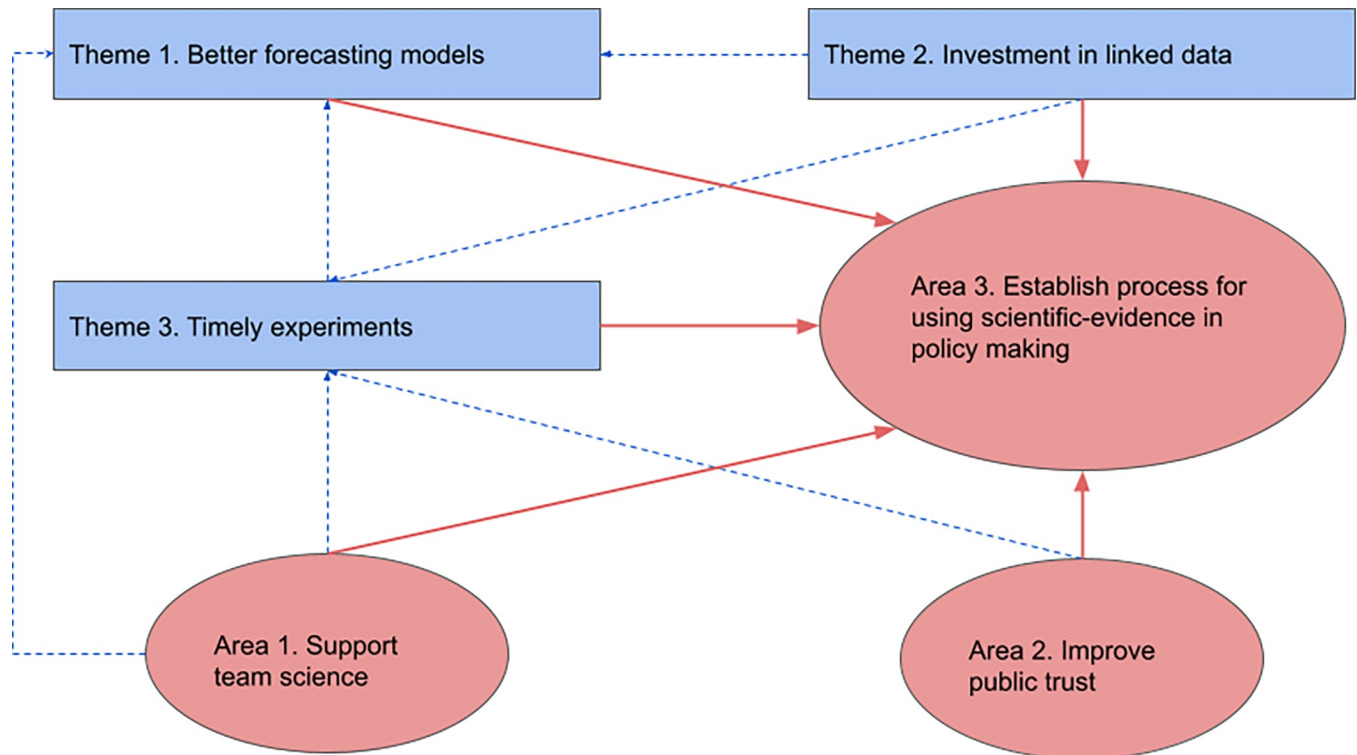 Theme 1. Better forecasting models
Theme 2. Investment in linked data
Area 3. Establish process for
using scientific-evidence in
policy making
Theme 3. Timely experiments
Area 1. Support
team science
Area 2. Improve
public trust